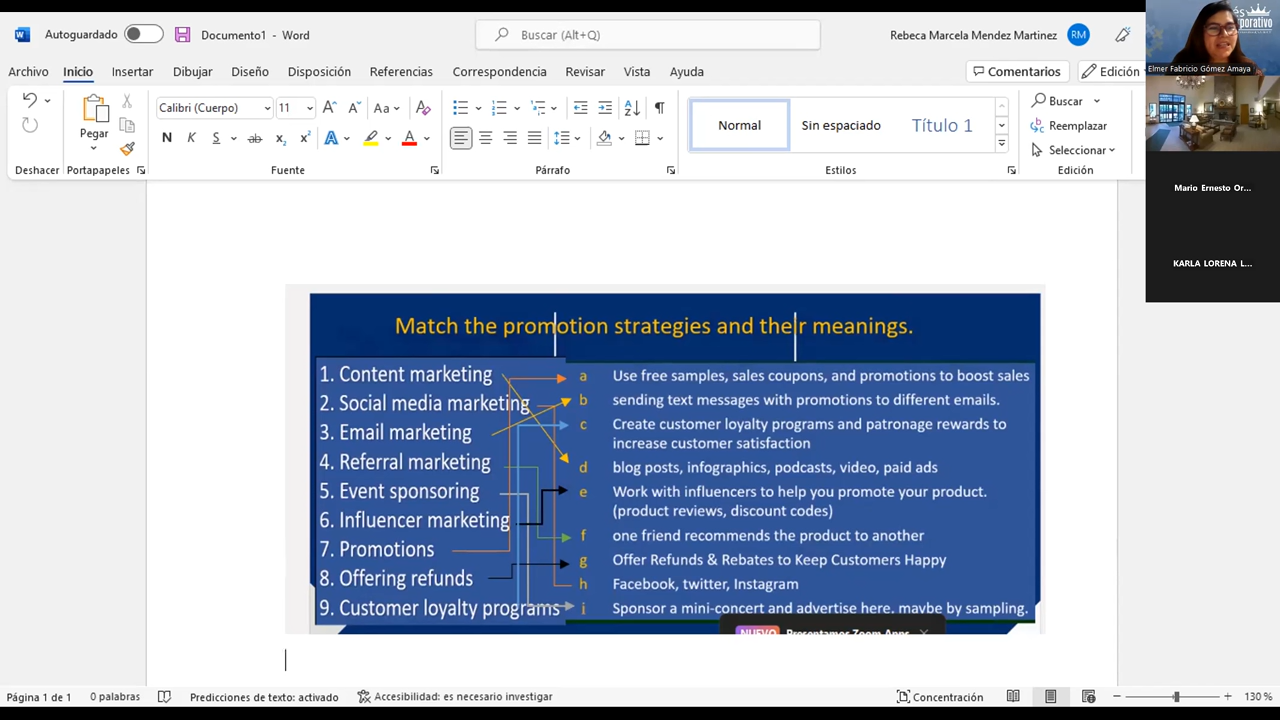 Autoguardado
Documento1 - Word
Buscar (Alt+Q)
Rebeca Marcela Mendez Martinez
RM
Archivo Inicio Insertar Dibujar Diseño Disposición Referencias Correspondencia Revisar Vista Ayuda
Comentarios
Edición
Pegar
Calibri (Cuerpo) 11
Aa
N K S ab x₂ x² A A
Normal
Sin espaciado
Título 1
Buscar
Reemplazar
Seleccionar
Deshacer Portapapeles Fuente Párrafo Estilos Edición
Elmer Fabricio Gómez Amaya
Mario Ernesto Or...
KARLA LORENA L...
Match the promotion strategies and their meanings.
1. Content marketing
2. Social media marketing
3. Email marketing
4. Referral marketing
5. Event sponsoring
6. Influencer marketing
7. Promotions
8. Offering refunds
9. Customer loyalty programs
a Use free samples, sales coupons, and promotions to boost sales
b sending text messages with promotions to different emails.
c Create customer loyalty programs and patronage rewards to
increase customer satisfaction
d blog posts, infographics, podcasts, video, paid ads
e Work with influencers to help you promote your product.
(product reviews, discount codes)
f one friend recommends the product to another
g Offer Refunds & Rebates to Keep Customers Happy
h Facebook, twitter, Instagram
i Sponsor a mini-concert and advertise here, maybe by sampling.
NUEVO Presentamos Zoom Apps
Página 1 de 1 0 palabras Predicciones de texto: activado Accesibilidad: es necesario investigar
Concentración
130 %